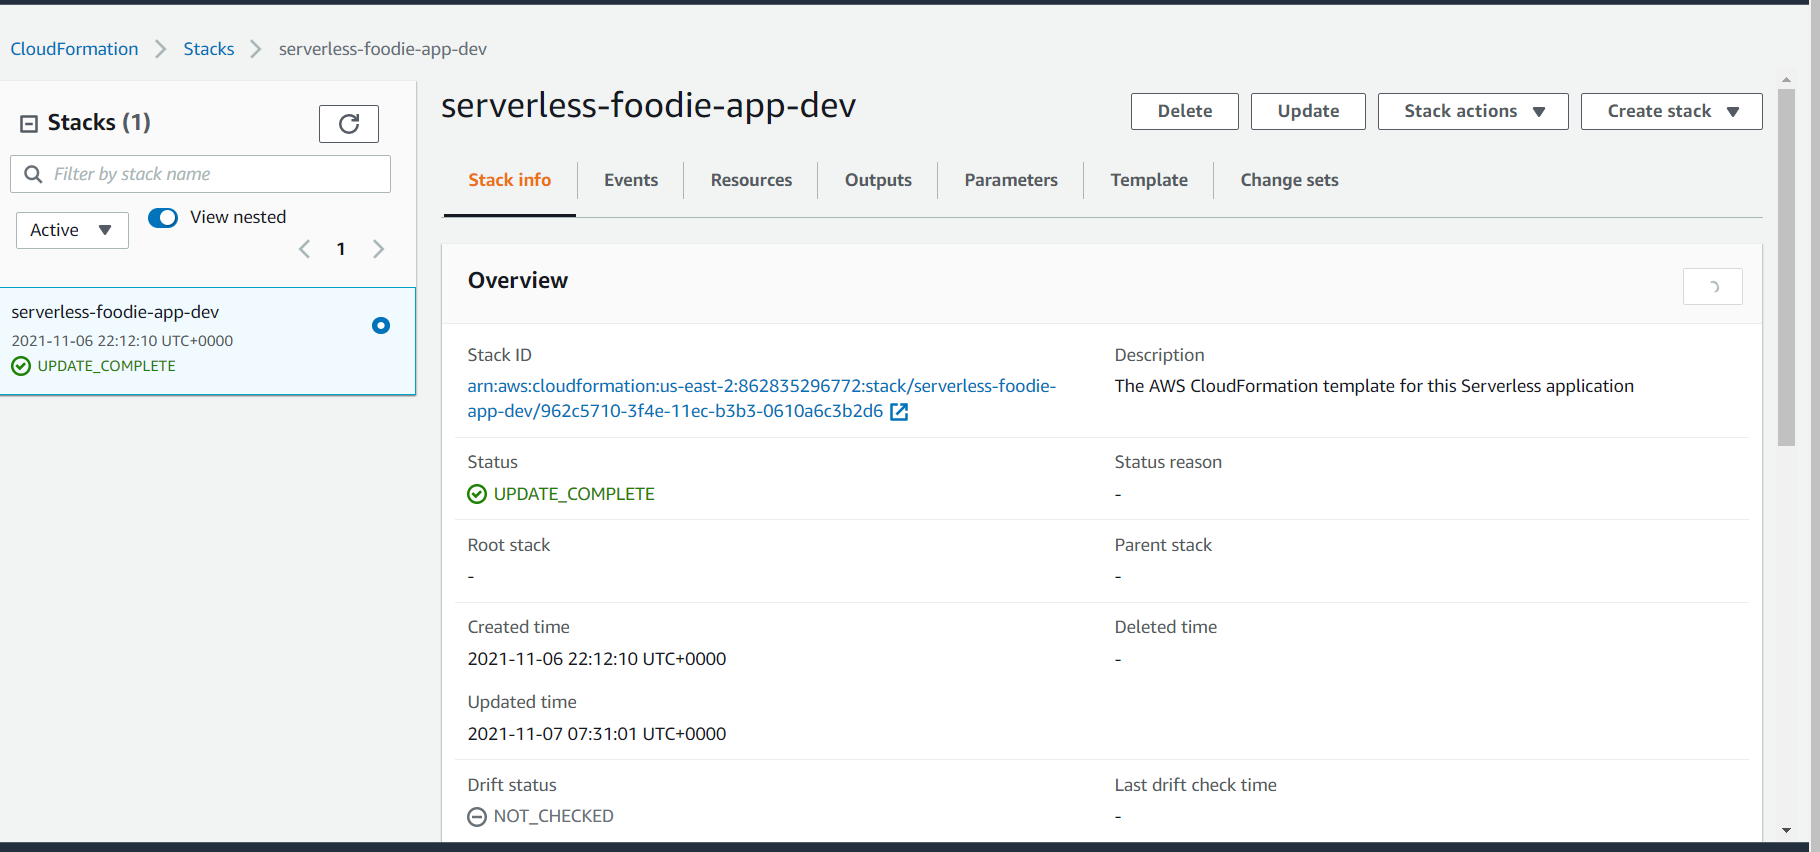 CloudFormation > Stacks > serverless-foodie-app-dev
Stacks (1)
Filter by stack name
Active
View nested
1
serverless-foodie-app-dev
2021-11-06 22:12:10 UTC+0000
UPDATE_COMPLETE
serverless-foodie-app-dev
Delete
Update
Stack actions
Create stack
Stack info
Events
Resources
Outputs
Parameters
Template
Change sets
Overview
Stack ID
arn:aws:cloudformation:us-east-2:862835296772:stack/serverless-foodie-
app-dev/962c5710-3f4e-11ec-b3b3-0610a6c3b2d6
Description
The AWS CloudFormation template for this Serverless application
Status
UPDATE_COMPLETE
Status reason
-
Root stack
-
Parent stack
-
Created time
2021-11-06 22:12:10 UTC+0000
Deleted time
-
Updated time
2021-11-07 07:31:01 UTC+0000
Drift status
NOT_CHECKED
Last drift check time
-